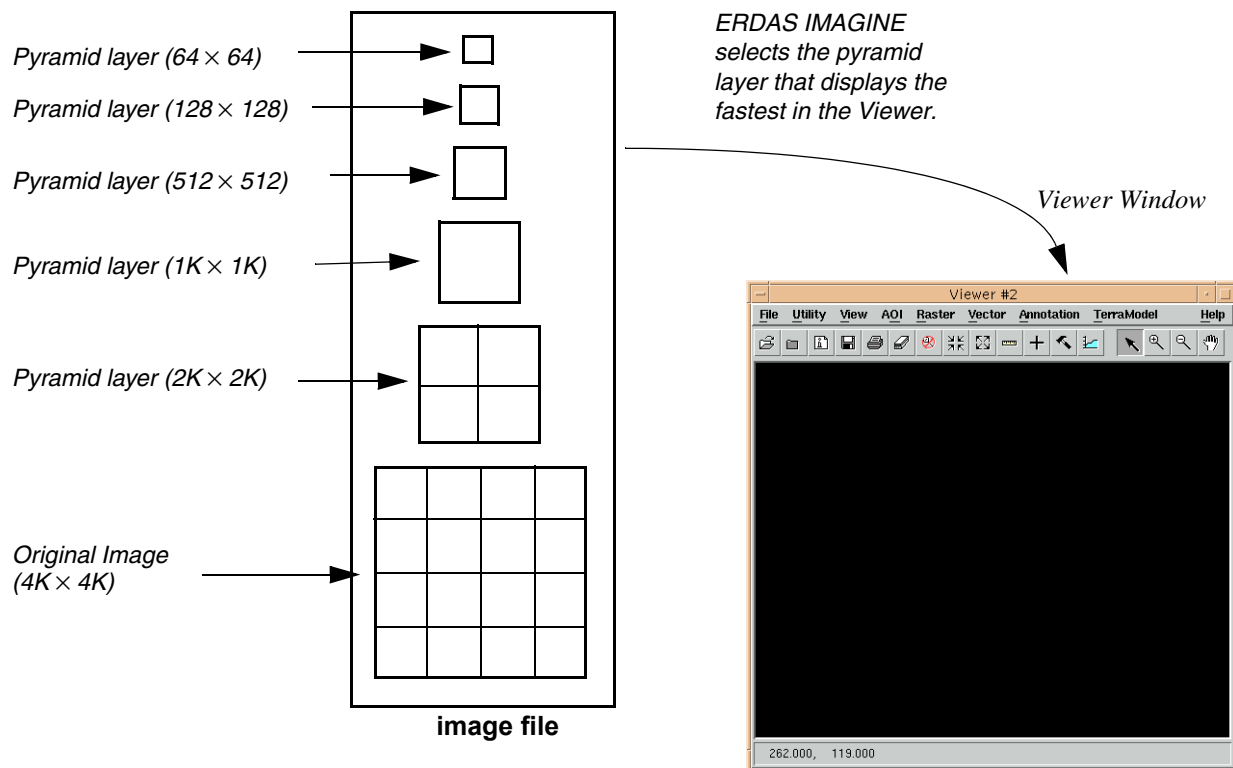 Pyramid layer (64 × 64)
Pyramid layer (128 × 128)
Pyramid layer (512 × 512)
Pyramid layer (1K × 1K)
Pyramid layer (2K × 2K)
Original Image
(4K × 4K)
image file
ERDAS IMAGINE
selects the pyramid
layer that displays the
fastest in the Viewer.
Viewer Window
Viewer #2
File Utility View AOI Raster Vector Annotation TerraModel Help
262.000, 119.000